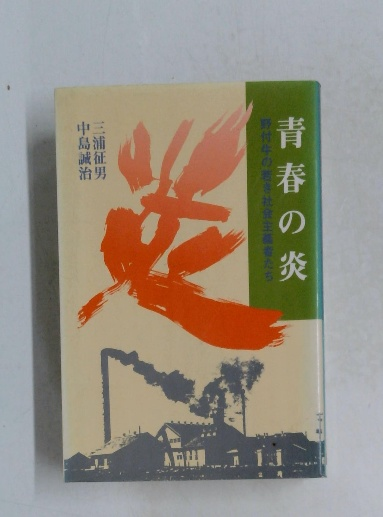 青春の炎
野付牛の若き社会主義者たち
三浦征男
中島誠治
炎